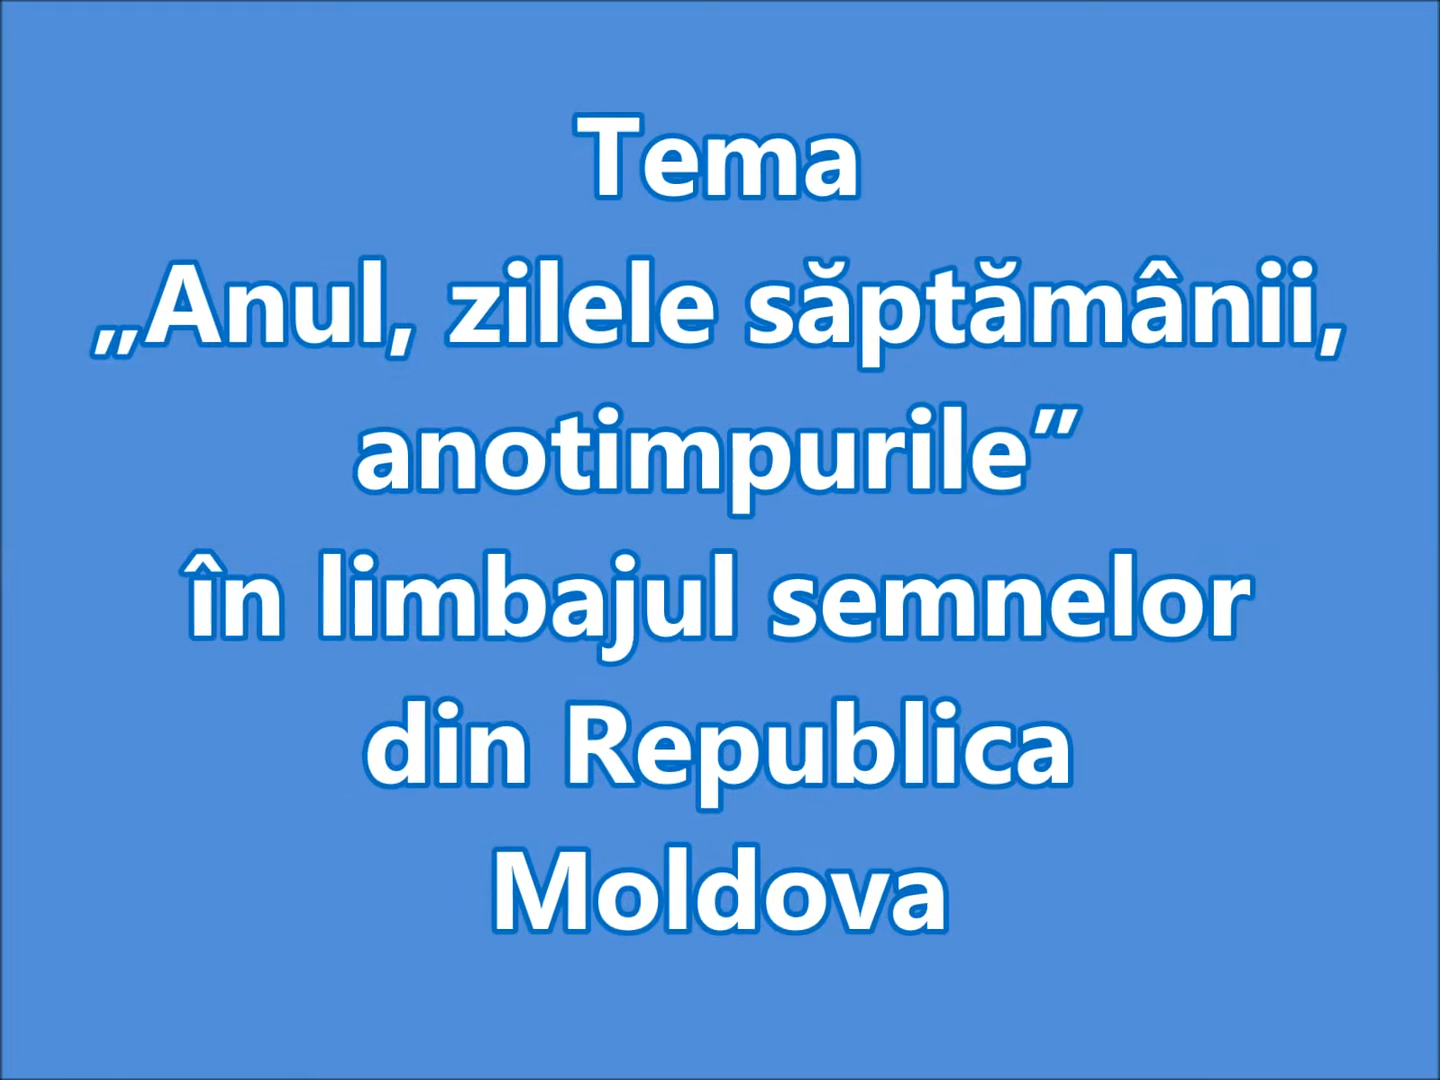 Tema
„Anul, zilele săptămânii,
anotimpurile”
în limbajul semnelor
din Republica
Moldova